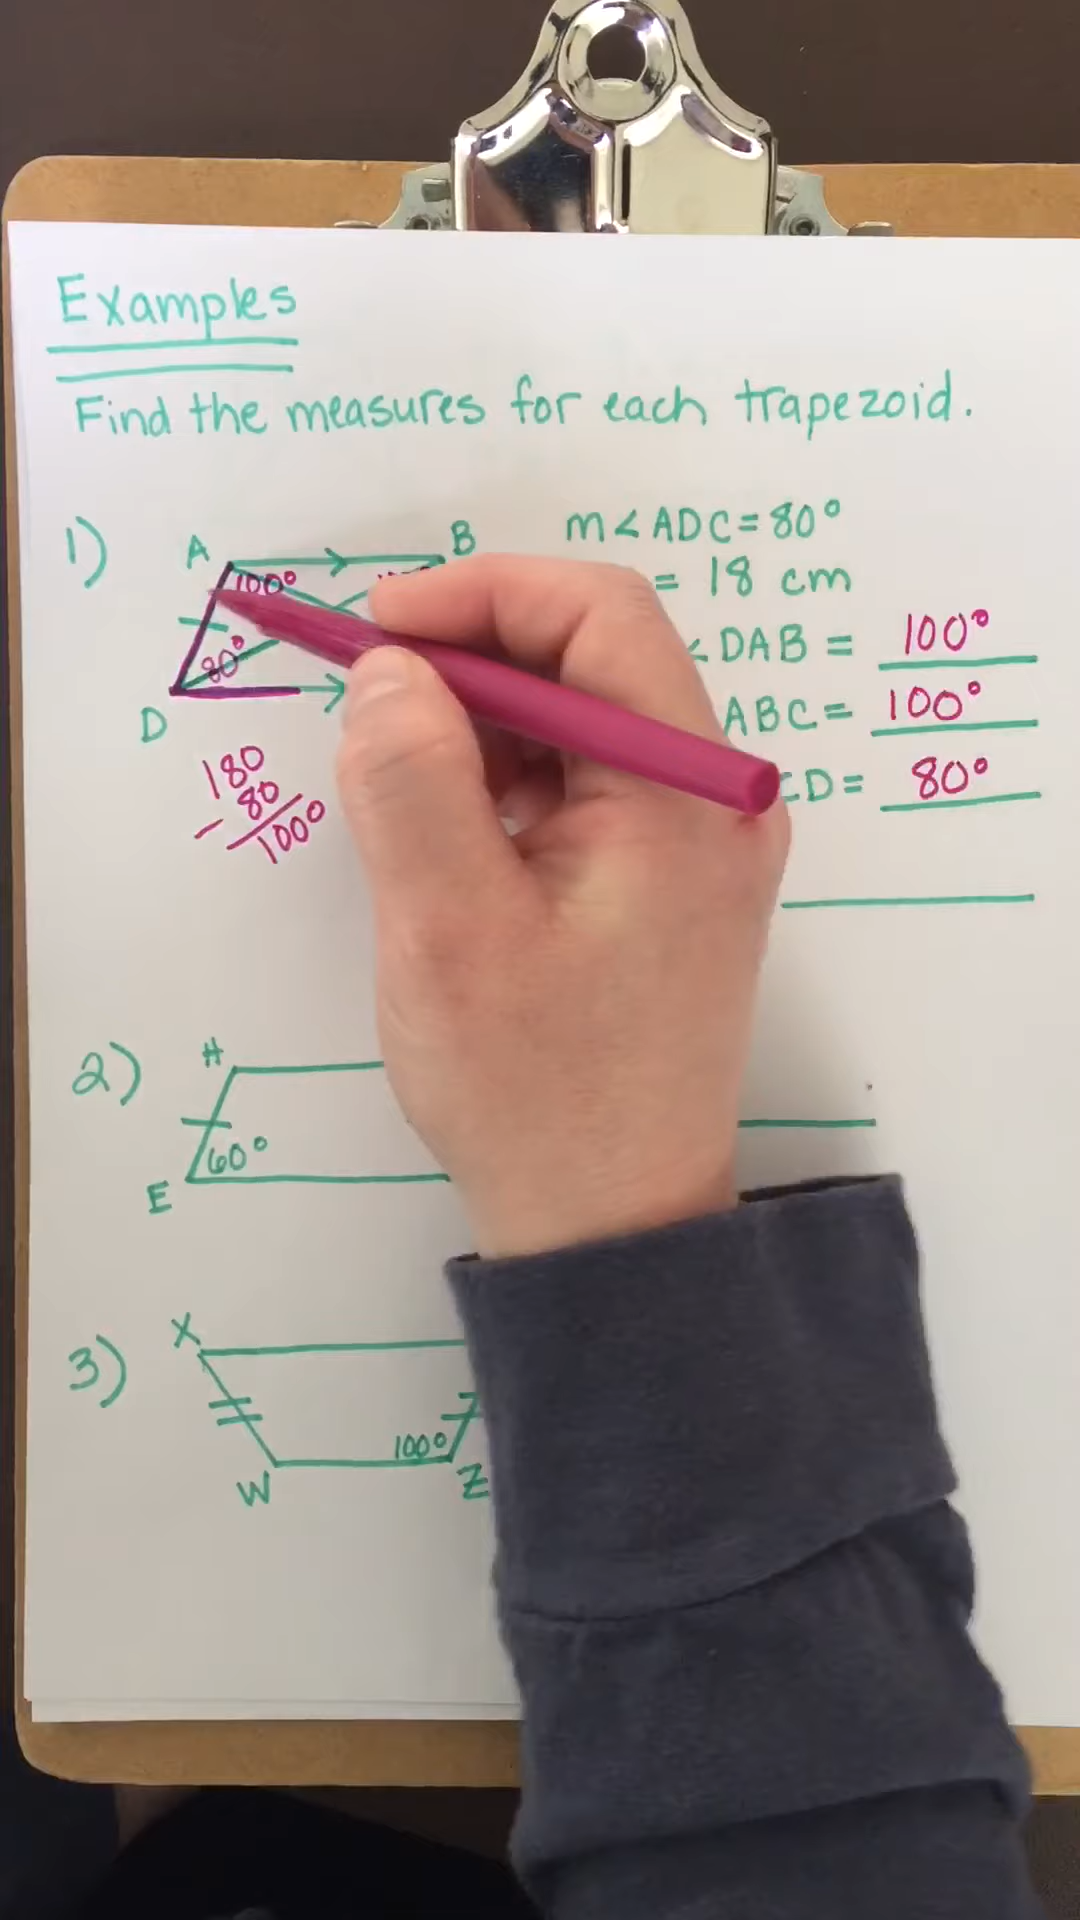 Examples
Find the measures for each trapezoid.
1)
A
B
100°
80°
D
180
- 80
100°
m∠ADC = 80°
= 18 cm
∠DAB = 100°
ABC = 100°
CD = 80°
2)
H
60°
E
3)
X
100°
W
Z